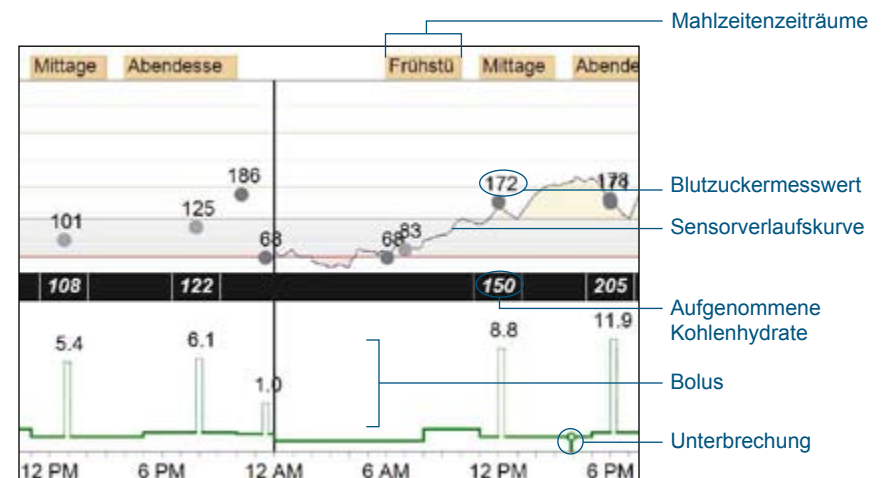 Mahlzeitenzeiträume
Mittage Abendesse Frühstü Mittage Abende
186
172
178
Blutzuckermesswert
101
125
68
68
83
Sensorverlaufskurve
108 122 150 205
Aufgenommene
Kohlenhydrate
5.4
6.1
1.0
8.8
11.9
Bolus
Unterbrechung
12 PM 6 PM 12 AM 6 AM 12 PM 6 PM